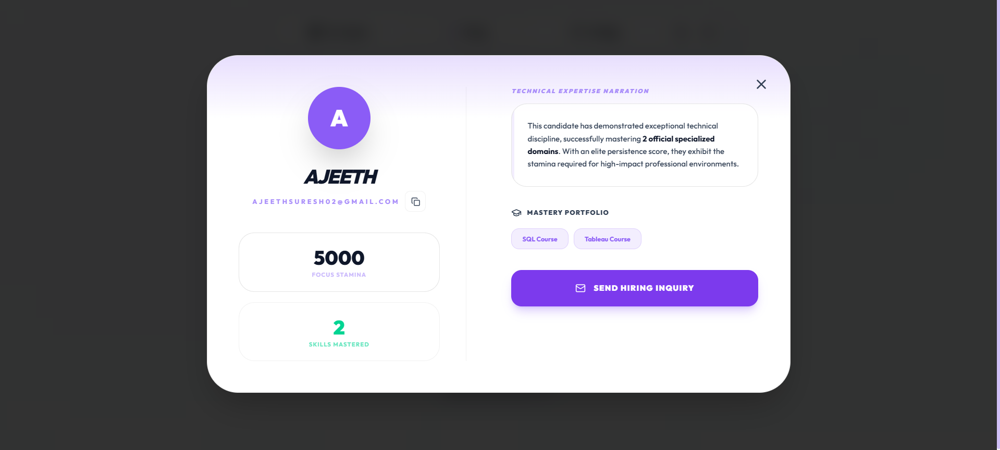 A
AJEETH
AJEETHSURESH02@GMAIL.COM
5000
FOCUS STAMINA
2
SKILLS MASTERED
TECHNICAL EXPERTISE NARRATION
This candidate has demonstrated exceptional technical
discipline, successfully mastering 2 official specialized
domains. With an elite persistence score, they exhibit the
stamina required for high-impact professional environments.
MASTERY PORTFOLIO
SQL Course
Tableau Course
SEND HIRING INQUIRY